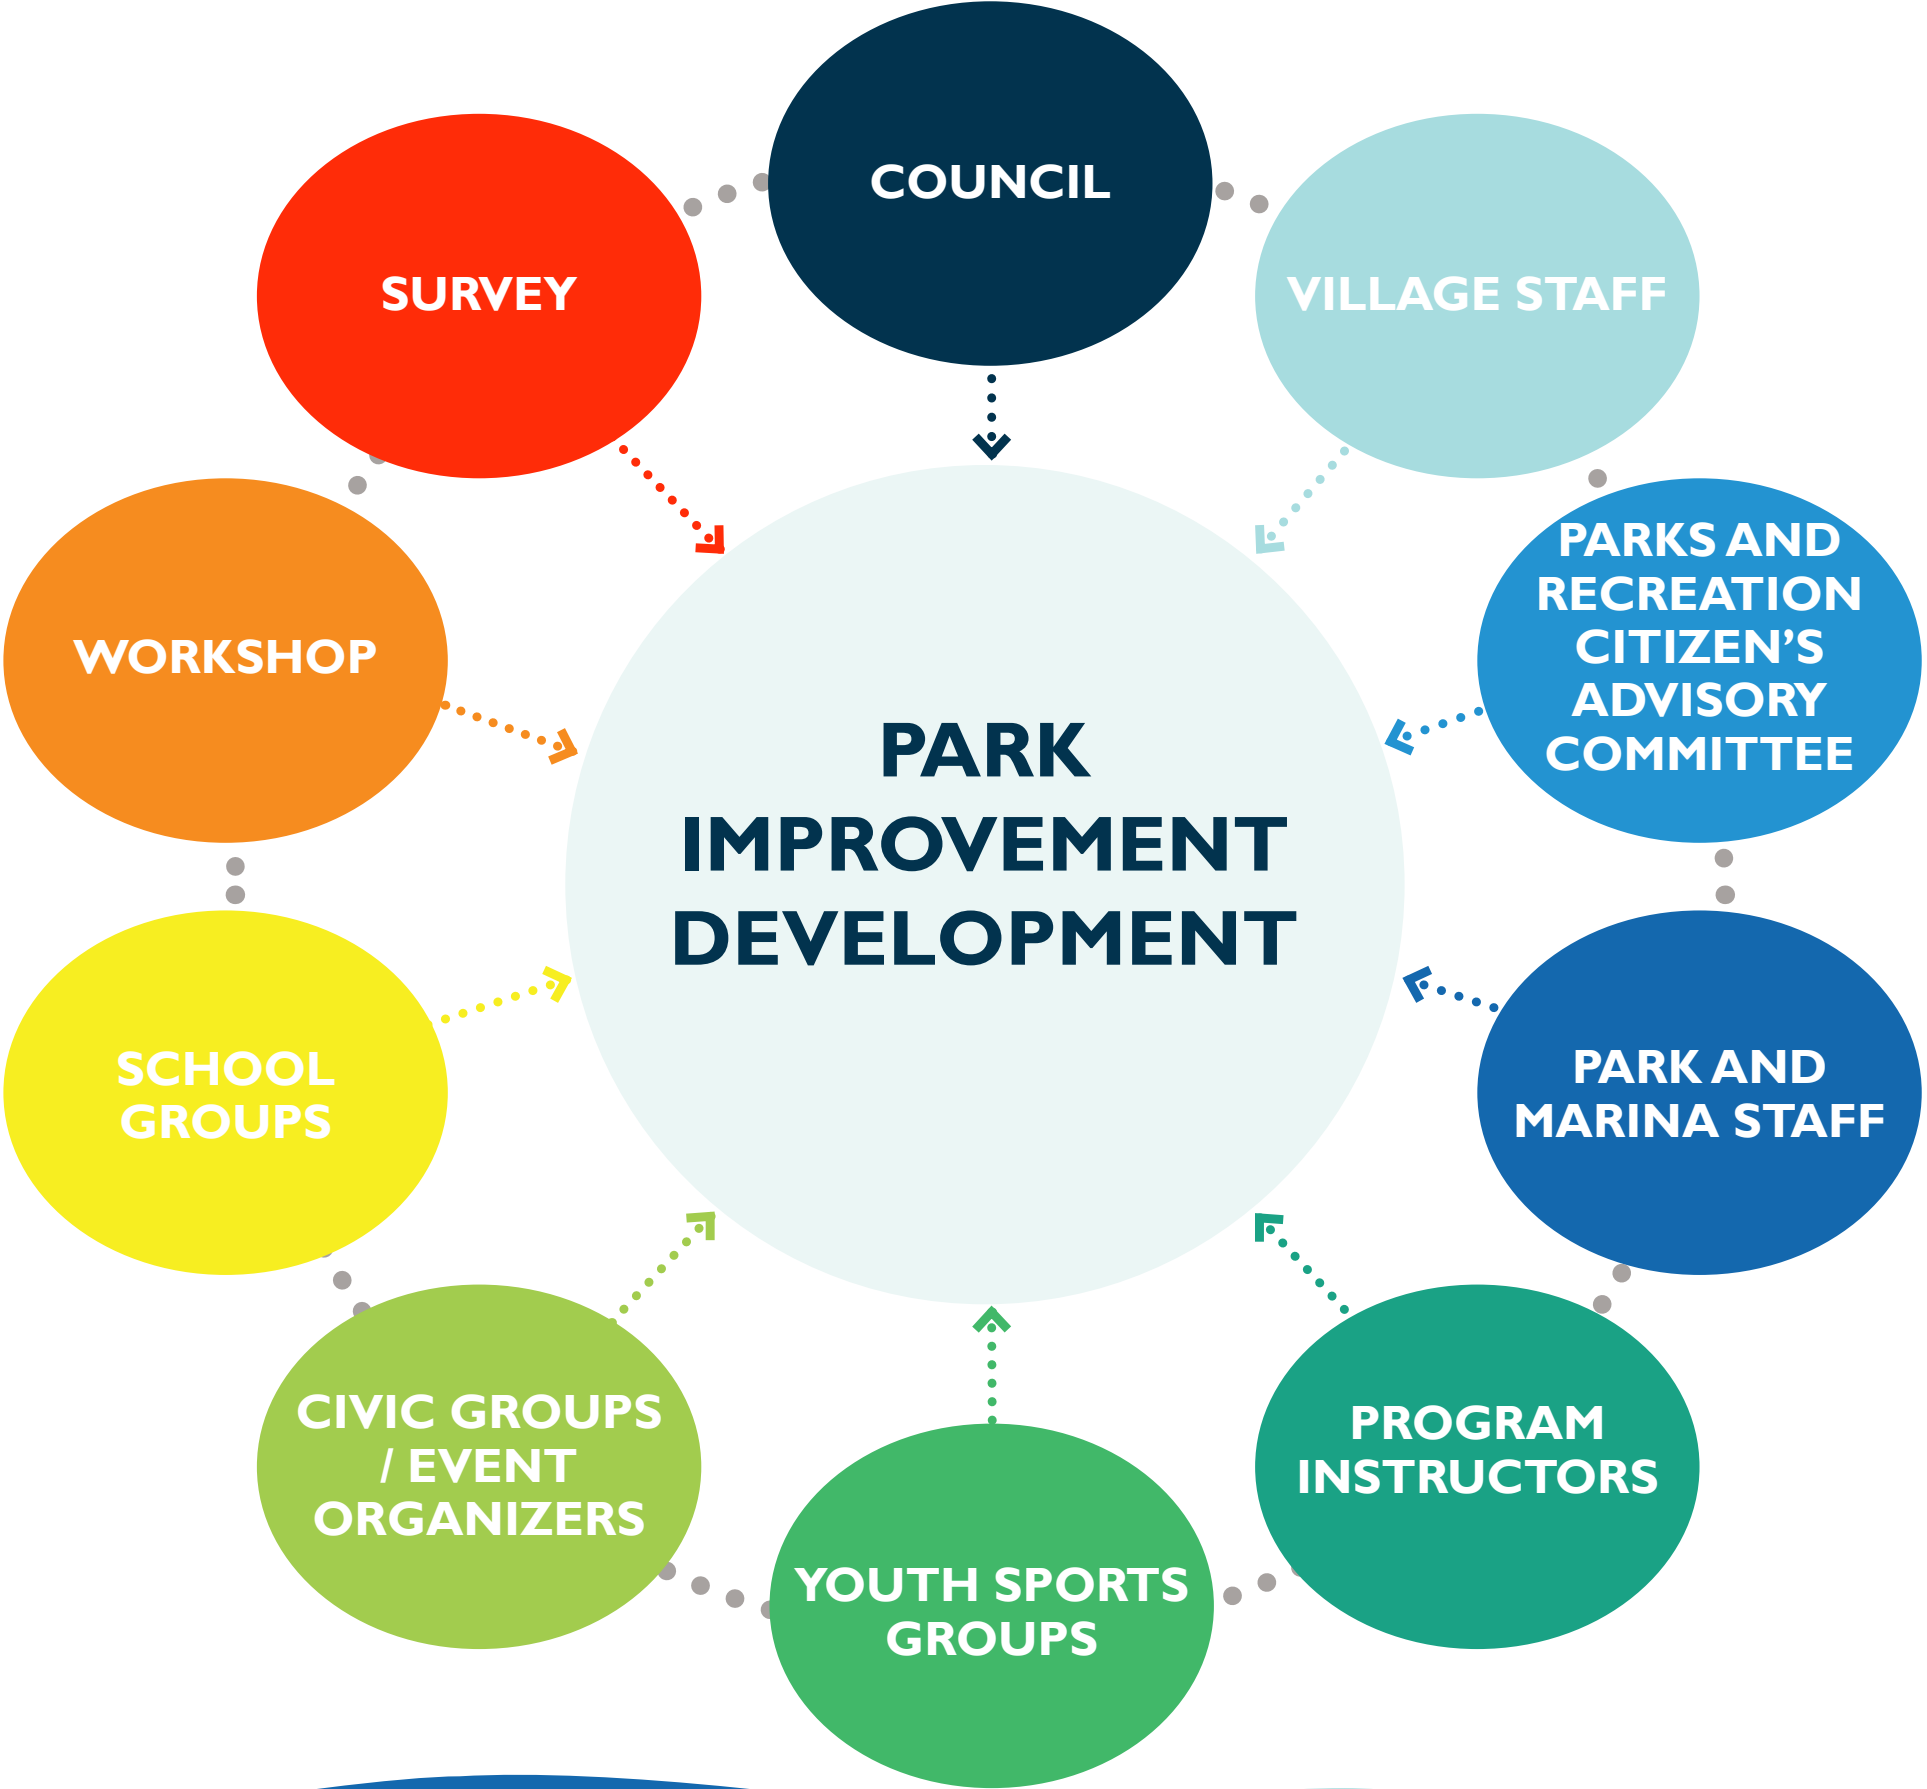 COUNCIL
VILLAGE STAFF
PARKS AND
RECREATION
CITIZEN’S
ADVISORY
COMMITTEE
PARK AND
MARINA STAFF
PROGRAM
INSTRUCTORS
YOUTH SPORTS
GROUPS
CIVIC GROUPS
/ EVENT
ORGANIZERS
SCHOOL
GROUPS
WORKSHOP
SURVEY
PARK
IMPROVEMENT
DEVELOPMENT